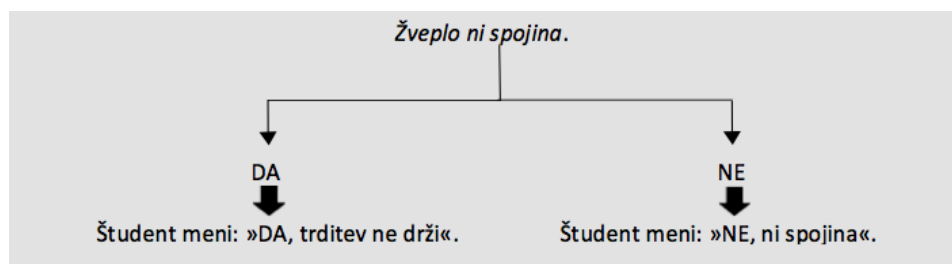 Žveplo ni spojina.
DA NE
Študent meni: »DA, trditev ne drži«. Študent meni: »NE, ni spojina«.